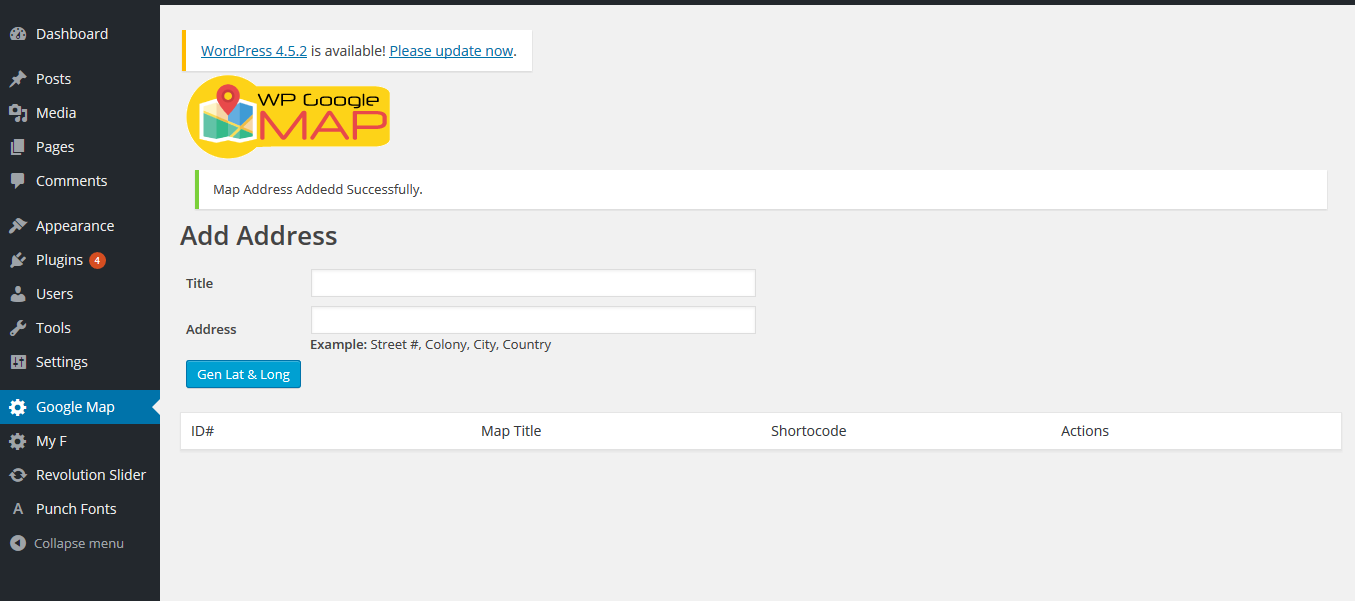 Dashboard
Posts
Media
Pages
Comments
Appearance
Plugins 4
Users
Tools
Settings
Google Map
My F
Revolution Slider
Punch Fonts
Collapse menu
WordPress 4.5.2 is available! Please update now.
WP Google
MAP
Map Address Addedd Successfully.
Add Address
Title
Address
Example: Street #, Colony, City, Country
Gen Lat & Long
ID# Map Title Shortocode Actions